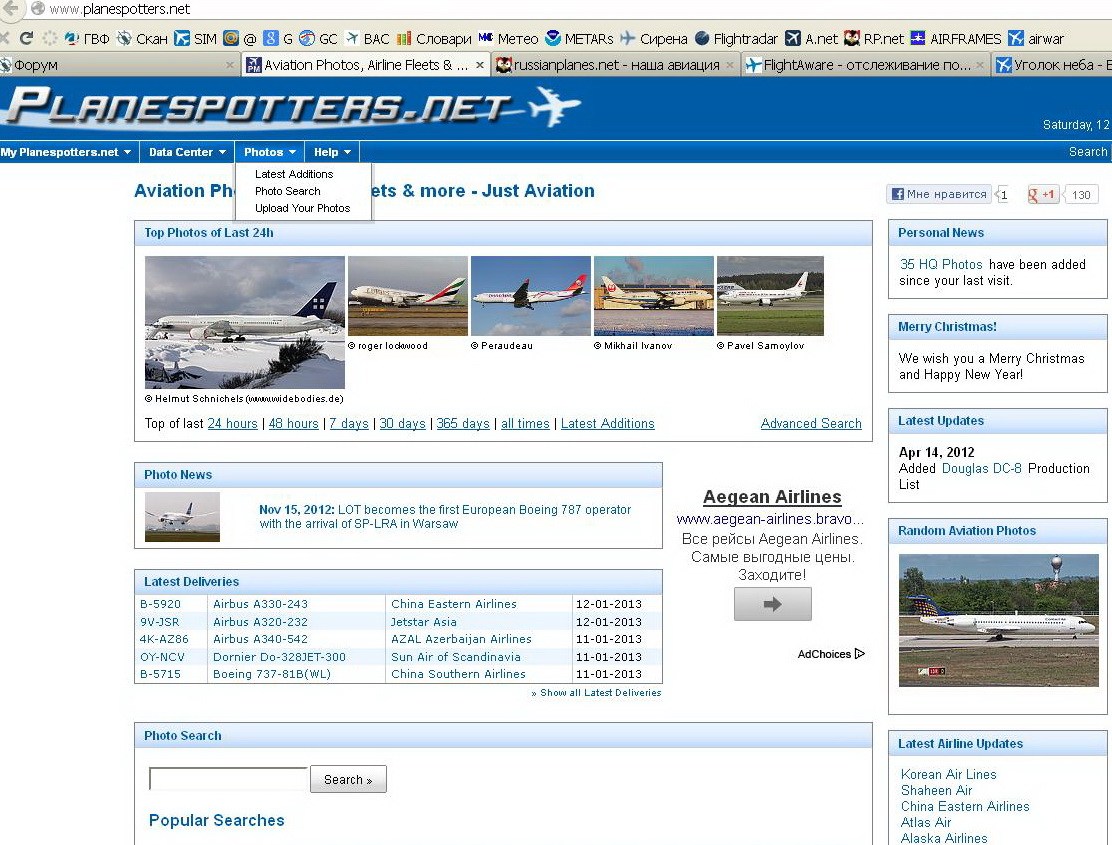 www.planespotters.net
ГВФ Скан SIM @ G GC ВАС Словари Метео METARs Сирена Flightradar A.net RP.net AIRFRAMES airwar
Форум × Aviation Photos, Airline Fleets & ... × russianplanes.net - наша авиация × FlightAware - отслеживание по... × Уголок неба -
PLANESPOTTERS.NET
Saturday, 12
My Planespotters.net Data Center Photos Help Search
Latest Additions
Photo Search
Upload Your Photos
Aviation Pho ets & more - Just Aviation
Мне нравится 1 +1 130
Top Photos of Last 24h
© Helmut Schnichels (www.widebodies.de)
© roger lockwood
© Peraudeau
© Mikhail Ivanov
© Pavel Samoylov
Top of last 24 hours | 48 hours | 7 days | 30 days | 365 days | all times | Latest Additions Advanced Search
Photo News
Nov 15, 2012: LOT becomes the first European Boeing 787 operator
with the arrival of SP-LRA in Warsaw
Latest Deliveries
B-5920 Airbus A330-243 China Eastern Airlines 12-01-2013
9V-JSR Airbus A320-232 Jetstar Asia 12-01-2013
4K-AZ86 Airbus A340-542 AZAL Azerbaijan Airlines 11-01-2013
OY-NCV Dornier Do-328JET-300 Sun Air of Scandinavia 11-01-2013
B-5715 Boeing 737-81B(WL) China Southern Airlines 11-01-2013
» Show all Latest Deliveries
Aegean Airlines
www.aegean-airlines.bravo...
Все рейсы Aegean Airlines.
Самые выгодные цены.
Заходите!
AdChoices
Photo Search
Search »
Popular Searches
Personal News
35 HQ Photos have been added
since your last visit.
Merry Christmas!
We wish you a Merry Christmas
and Happy New Year!
Latest Updates
Apr 14, 2012
Added Douglas DC-8 Production
List
Random Aviation Photos
Latest Airline Updates
Korean Air Lines
Shaheen Air
China Eastern Airlines
Atlas Air
Alaska Airlines